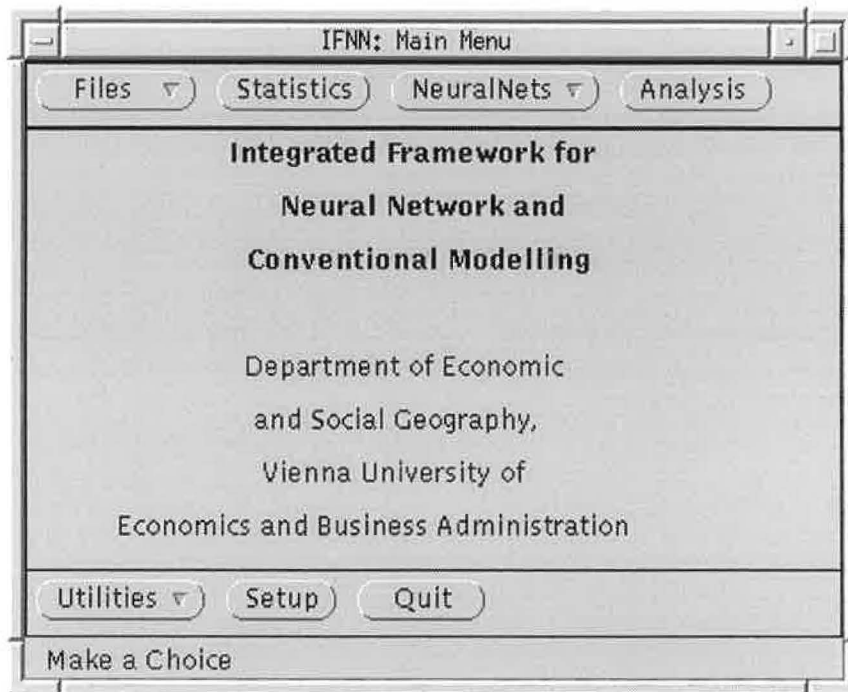 IFNN: Main Menu
Files Statistics NeuralNets Analysis
Integrated Framework for
Neural Network and
Conventional Modelling
Department of Economic
and Social Geography,
Vienna University of
Economics and Business Administration
Utilities Setup Quit
Make a Choice